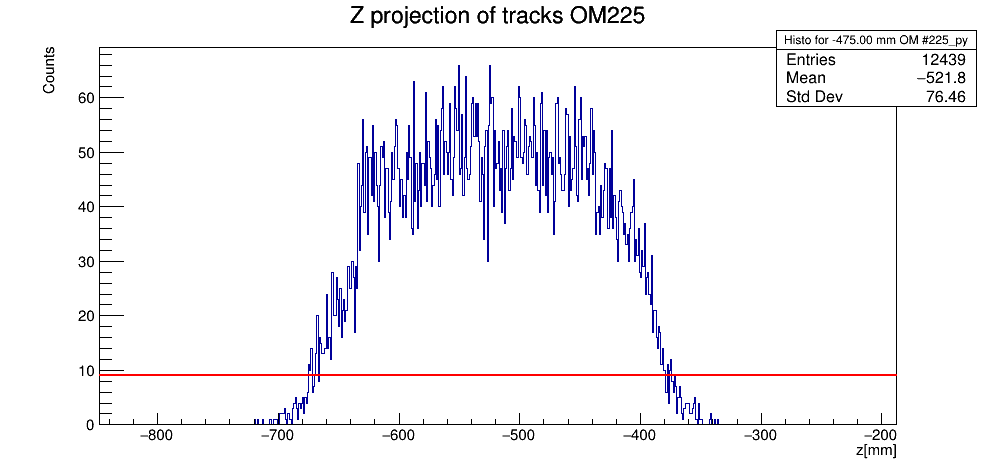 Z projection of tracks OM225
Histo for -475.00 mm OM #225_py
Entries 12439
Mean −521.8
Std Dev 76.46
Counts
60
50
40
30
20
10
0
−800 −700 −600 −500 −400 −300 −200
z[mm]